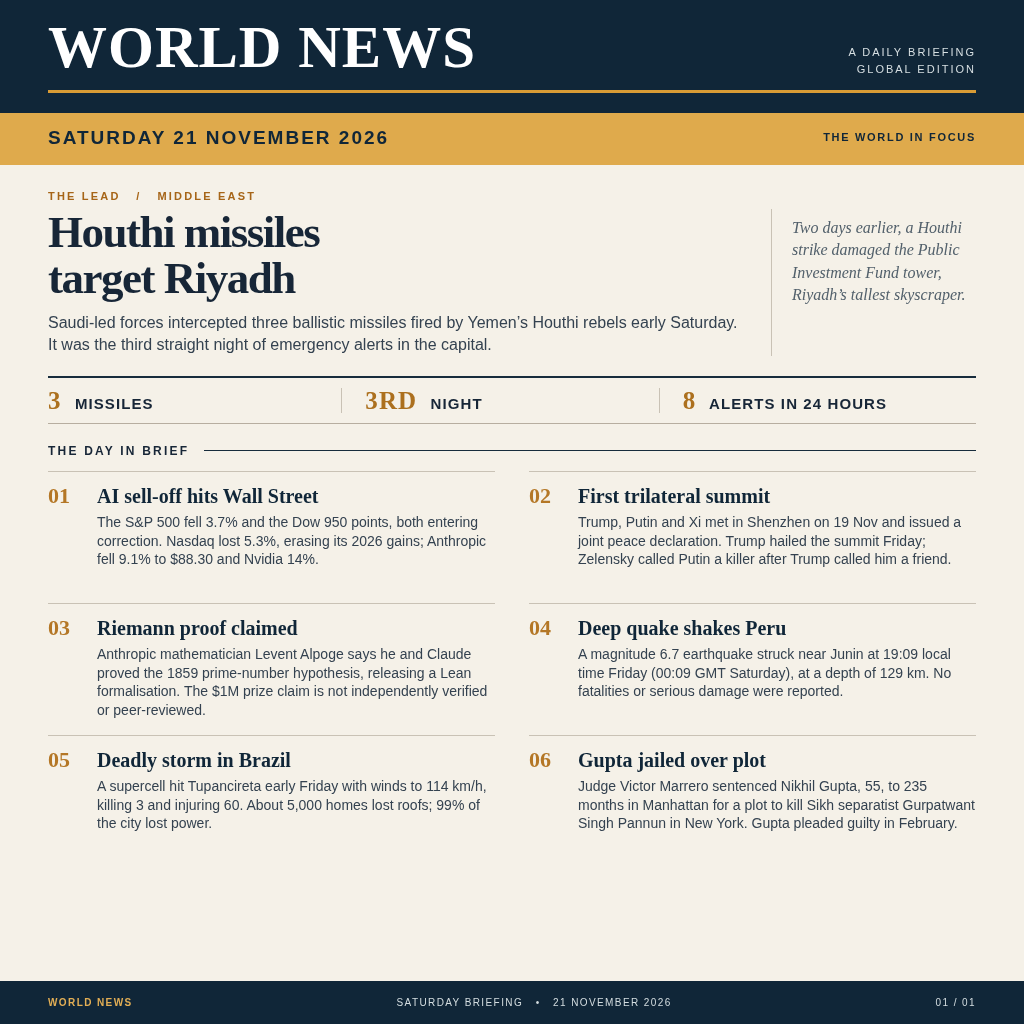 WORLD NEWS
A DAILY BRIEFING
GLOBAL EDITION
SATURDAY 21 NOVEMBER 2026
THE WORLD IN FOCUS
THE LEAD / MIDDLE EAST
Houthi missiles
target Riyadh
Saudi-led forces intercepted three ballistic missiles fired by Yemen’s Houthi rebels early Saturday.
It was the third straight night of emergency alerts in the capital.
Two days earlier, a Houthi
strike damaged the Public
Investment Fund tower,
Riyadh’s tallest skyscraper.
3 MISSILES
3RD NIGHT
8 ALERTS IN 24 HOURS
THE DAY IN BRIEF
01 AI sell-off hits Wall Street
The S&P 500 fell 3.7% and the Dow 950 points, both entering
correction. Nasdaq lost 5.3%, erasing its 2026 gains; Anthropic
fell 9.1% to $88.30 and Nvidia 14%.
02 First trilateral summit
Trump, Putin and Xi met in Shenzhen on 19 Nov and issued a
joint peace declaration. Trump hailed the summit Friday;
Zelensky called Putin a killer after Trump called him a friend.
03 Riemann proof claimed
Anthropic mathematician Levent Alpoge says he and Claude
proved the 1859 prime-number hypothesis, releasing a Lean
formalisation. The $1M prize claim is not independently verified
or peer-reviewed.
04 Deep quake shakes Peru
A magnitude 6.7 earthquake struck near Junin at 19:09 local
time Friday (00:09 GMT Saturday), at a depth of 129 km. No
fatalities or serious damage were reported.
05 Deadly storm in Brazil
A supercell hit Tupancireta early Friday with winds to 114 km/h,
killing 3 and injuring 60. About 5,000 homes lost roofs; 99% of
the city lost power.
06 Gupta jailed over plot
Judge Victor Marrero sentenced Nikhil Gupta, 55, to 235
months in Manhattan for a plot to kill Sikh separatist Gurpatwant
Singh Pannun in New York. Gupta pleaded guilty in February.
WORLD NEWS
SATURDAY BRIEFING • 21 NOVEMBER 2026
01 / 01